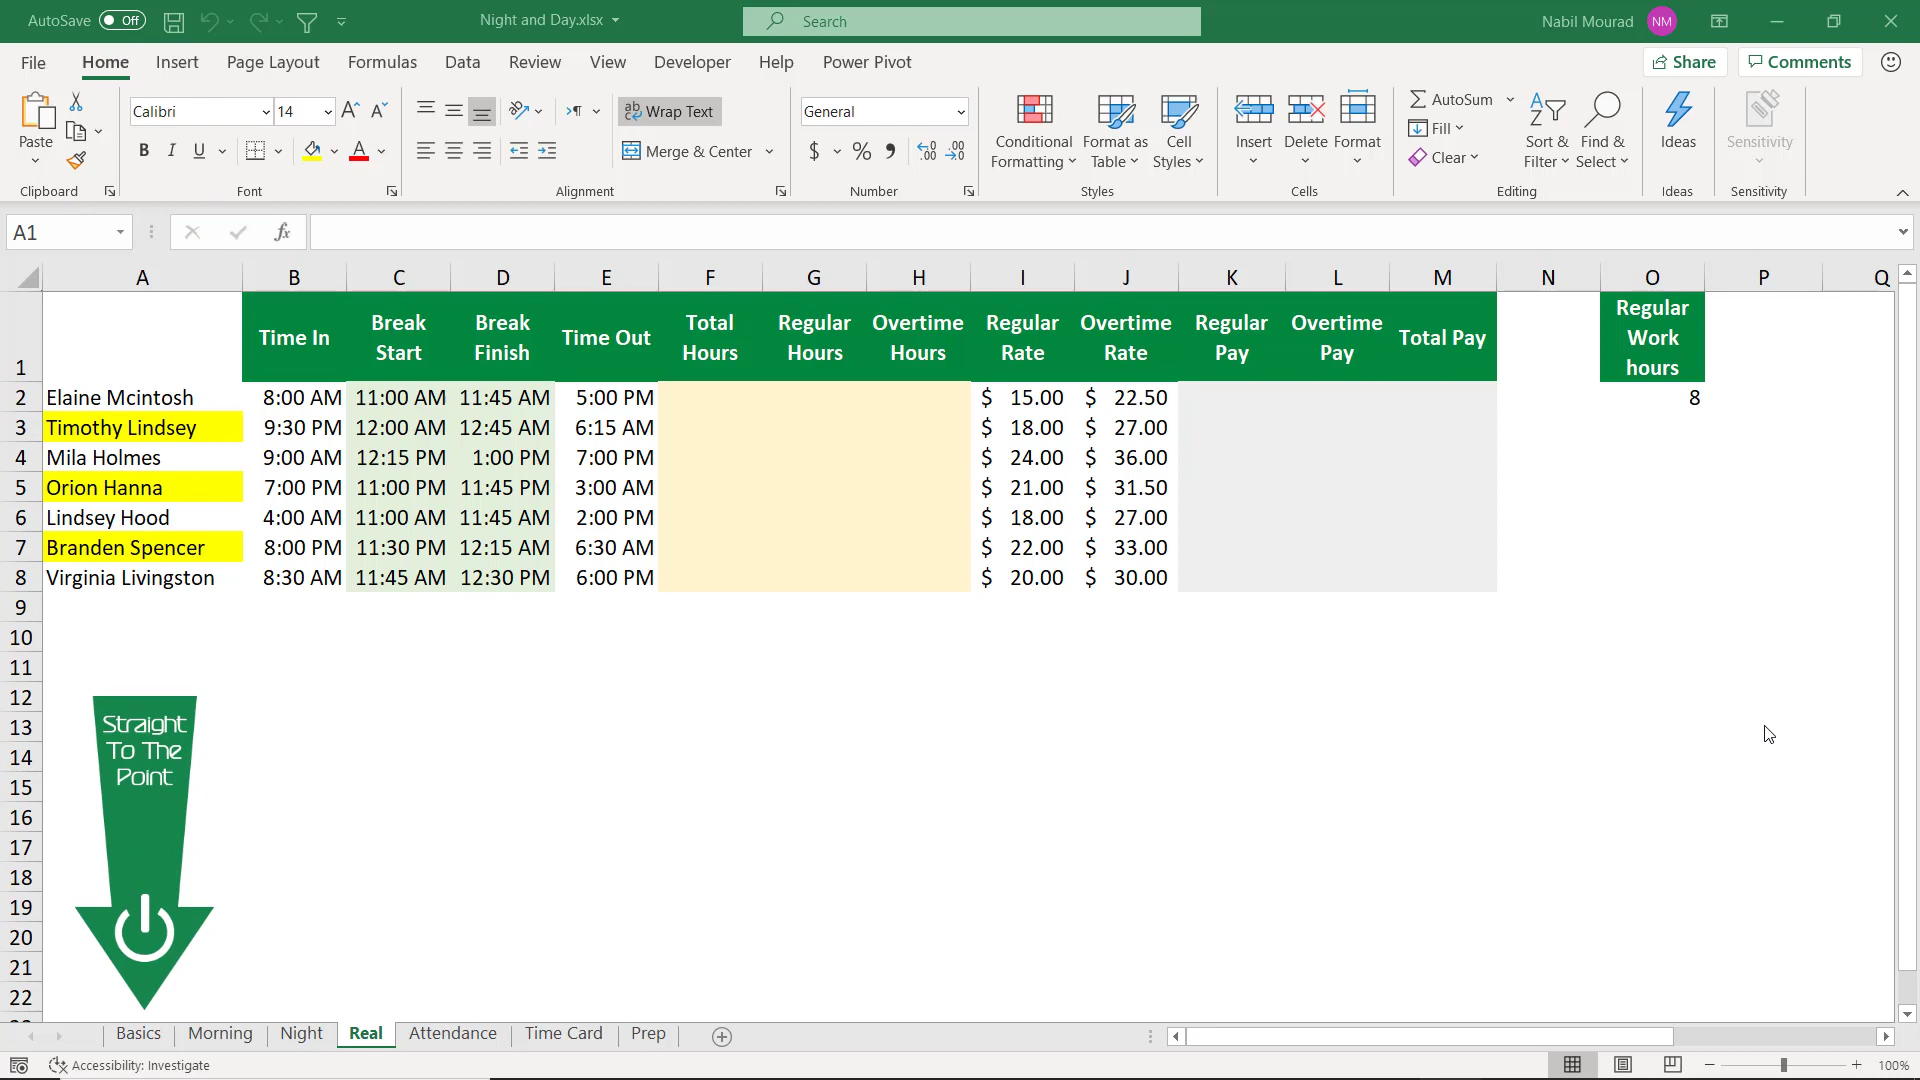 AutoSave Off Night and Day.xlsx Search Nabil Mourad NM
File Home Insert Page Layout Formulas Data Review View Developer Help Power Pivot Share Comments
Paste Calibri 14 Wrap Text General Conditional Formatting Format as Table Cell Styles Insert Delete Format AutoSum Fill Clear Sort & Filter Find & Select Ideas Sensitivity
B I U Merge & Center $ % 9 .00 .00
Clipboard Font Alignment Number Styles Cells Editing Ideas Sensitivity
A1 fx
A B C D E F G H I J K L M N O P Q
1 Time In Break Start Break Finish Time Out Total Hours Regular Hours Overtime Hours Regular Rate Overtime Rate Regular Pay Overtime Pay Total Pay Regular Work hours
2 Elaine Mcintosh 8:00 AM 11:00 AM 11:45 AM 5:00 PM $ 15.00 $ 22.50 8
3 Timothy Lindsey 9:30 PM 12:00 AM 12:45 AM 6:15 AM $ 18.00 $ 27.00
4 Mila Holmes 9:00 AM 12:15 PM 1:00 PM 7:00 PM $ 24.00 $ 36.00
5 Orion Hanna 7:00 PM 11:00 PM 11:45 PM 3:00 AM $ 21.00 $ 31.50
6 Lindsey Hood 4:00 AM 11:00 AM 11:45 AM 2:00 PM $ 18.00 $ 27.00
7 Branden Spencer 8:00 PM 11:30 PM 12:15 AM 6:30 AM $ 22.00 $ 33.00
8 Virginia Livingston 8:30 AM 11:45 AM 12:30 PM 6:00 PM $ 20.00 $ 30.00
9
10
11
12
13
14
15
16
17
18
19
20
21
22
Straight
To The
Point
Basics Morning Night Real Attendance Time Card Prep
Accessibility: Investigate 100%